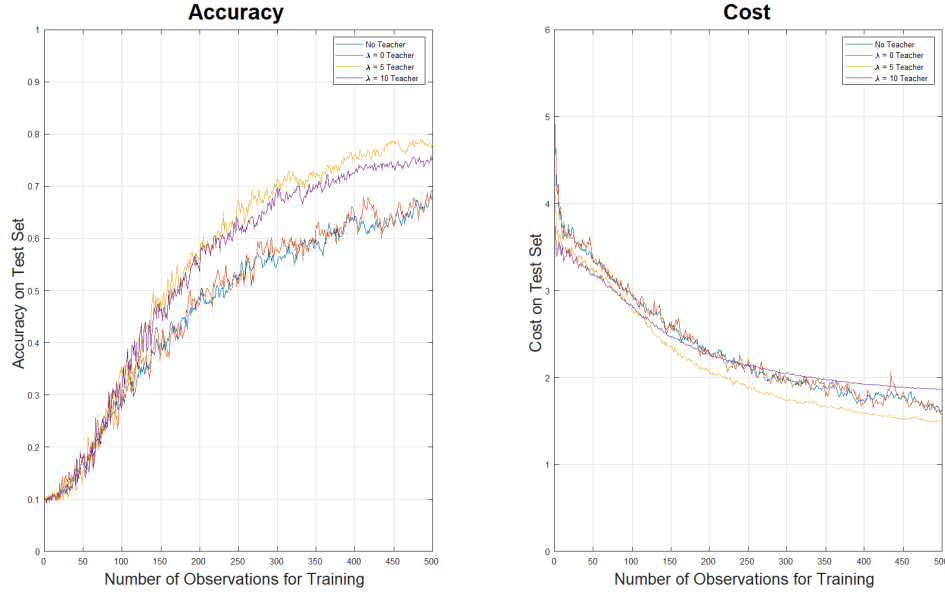 Accuracy
No Teacher
λ = 0 Teacher
λ = 5 Teacher
λ = 10 Teacher
1
0.9
0.8
0.7
0.6
0.5
0.4
0.3
0.2
0.1
0
Accuracy on Test Set
0 50 100 150 200 250 300 350 400 450 500
Number of Observations for Training
Cost
No Teacher
λ = 0 Teacher
λ = 5 Teacher
λ = 10 Teacher
6
5
4
3
2
1
0
Cost on Test Set
0 50 100 150 200 250 300 350 400 450 500
Number of Observations for Training